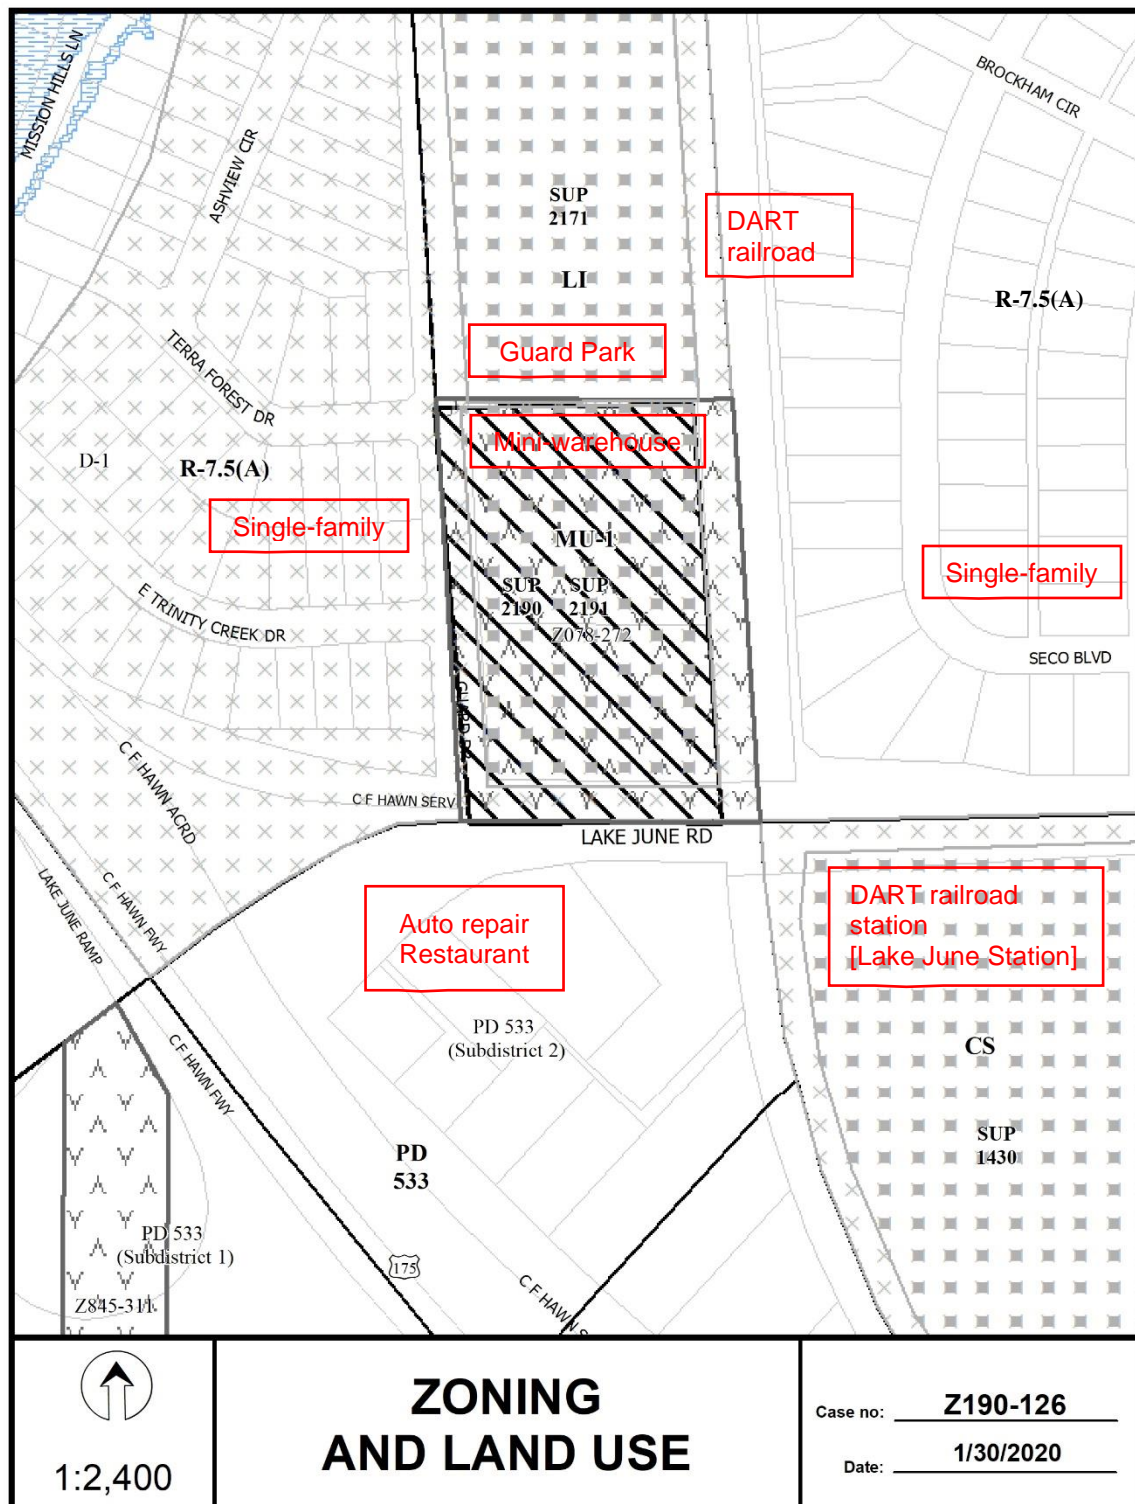 MISSION HILLS LN
ASHVIEW CIR
BROCKHAM CIR
SUP
2171
LI
DART
railroad
R-7.5(A)
Guard Park
TERRA FOREST DR
Mini-warehouse
D-1
R-7.5(A)
Single-family
MU-1
SUP
2190
SUP
2191
Z078-272
Single-family
E TRINITY CREEK DR
SECO BLVD
GUARD DR
C F HAWN ACRD
C F HAWN SERV
LAKE JUNE RD
C F HAWN FWY
LAKE JUNE RAMP
Auto repair
Restaurant
DART railroad
station
[Lake June Station]
PD 533
(Subdistrict 2)
CS
C F HAWN FWY
SUP
1430
PD
533
PD 533
(Subdistrict 1)
175
Z845-311
C F HAWN S
1:2,400
ZONING
AND LAND USE
Case no: Z190-126
Date: 1/30/2020